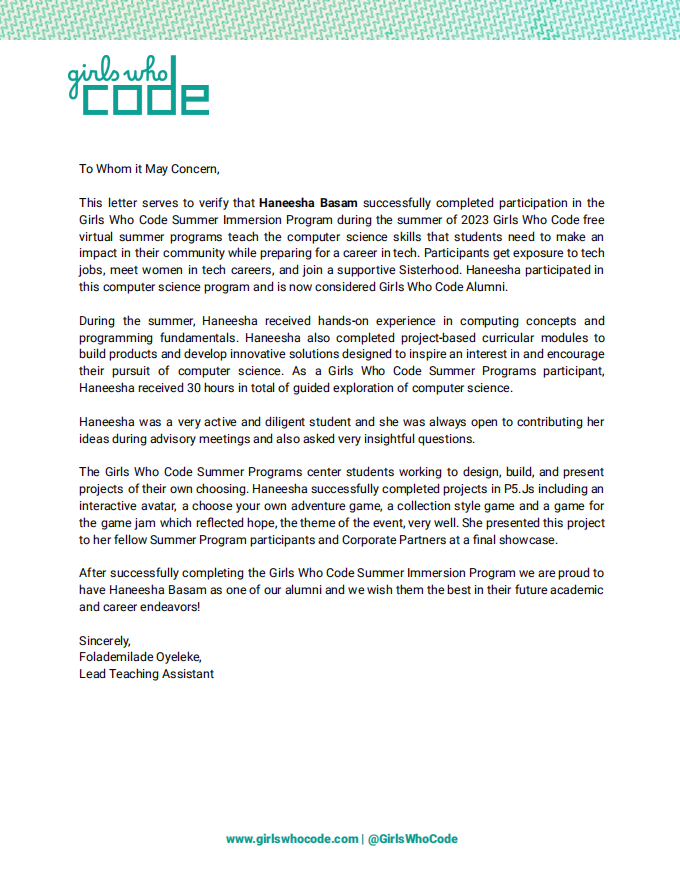 girls who
code
To Whom it May Concern,
This letter serves to verify that Haneesha Basam successfully completed participation in the
Girls Who Code Summer Immersion Program during the summer of 2023 Girls Who Code free
virtual summer programs teach the computer science skills that students need to make an
impact in their community while preparing for a career in tech. Participants get exposure to tech
jobs, meet women in tech careers, and join a supportive Sisterhood. Haneesha participated in
this computer science program and is now considered Girls Who Code Alumni.
During the summer, Haneesha received hands-on experience in computing concepts and
programming fundamentals. Haneesha also completed project-based curricular modules to
build products and develop innovative solutions designed to inspire an interest in and encourage
their pursuit of computer science. As a Girls Who Code Summer Programs participant,
Haneesha received 30 hours in total of guided exploration of computer science.
Haneesha was a very active and diligent student and she was always open to contributing her
ideas during advisory meetings and also asked very insightful questions.
The Girls Who Code Summer Programs center students working to design, build, and present
projects of their own choosing. Haneesha successfully completed projects in P5.Js including an
interactive avatar, a choose your own adventure game, a collection style game and a game for
the game jam which reflected hope, the theme of the event, very well. She presented this project
to her fellow Summer Program participants and Corporate Partners at a final showcase.
After successfully completing the Girls Who Code Summer Immersion Program we are proud to
have Haneesha Basam as one of our alumni and we wish them the best in their future academic
and career endeavors!
Sincerely,
Folademilade Oyeleke,
Lead Teaching Assistant
www.girlswhocode.com | @GirlsWhoCode